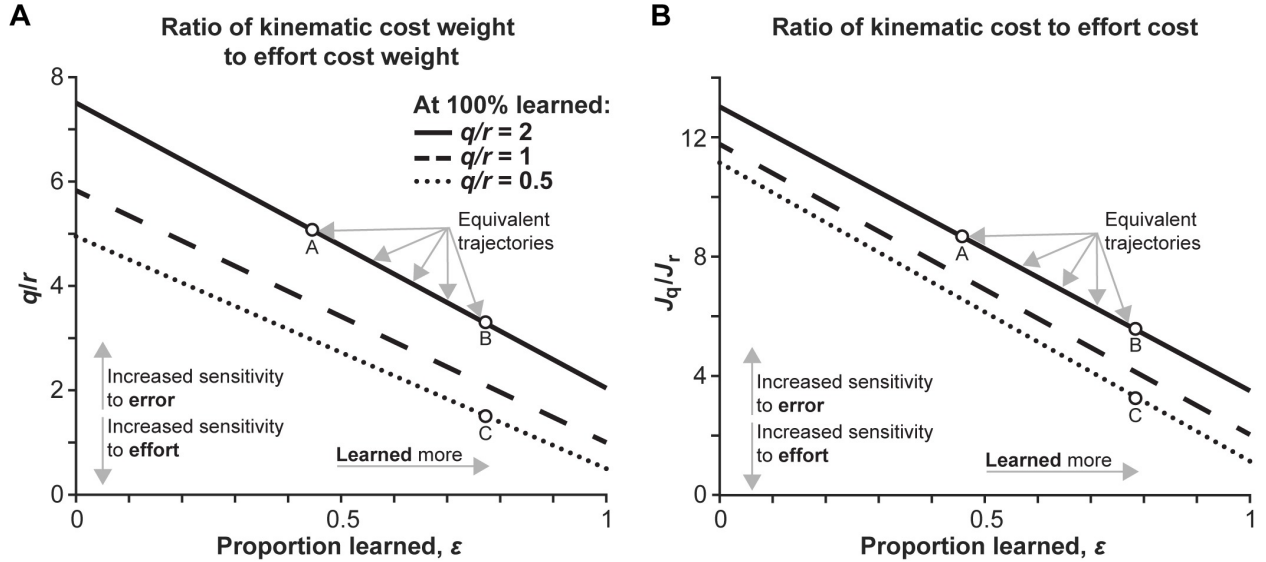 A
Ratio of kinematic cost weight
to effort cost weight
8
6
4
2
0
q/r
At 100% learned:
q/r = 2
q/r = 1
q/r = 0.5
Equivalent
trajectories
A
B
C
Increased sensitivity
to error
Increased sensitivity
to effort
Learned more
0
0.5
1
Proportion learned, ε
B
Ratio of kinematic cost to effort cost
12
8
4
0
Jq/Jr
Equivalent
trajectories
A
B
C
Increased sensitivity
to error
Increased sensitivity
to effort
Learned more
0
0.5
1
Proportion learned, ε